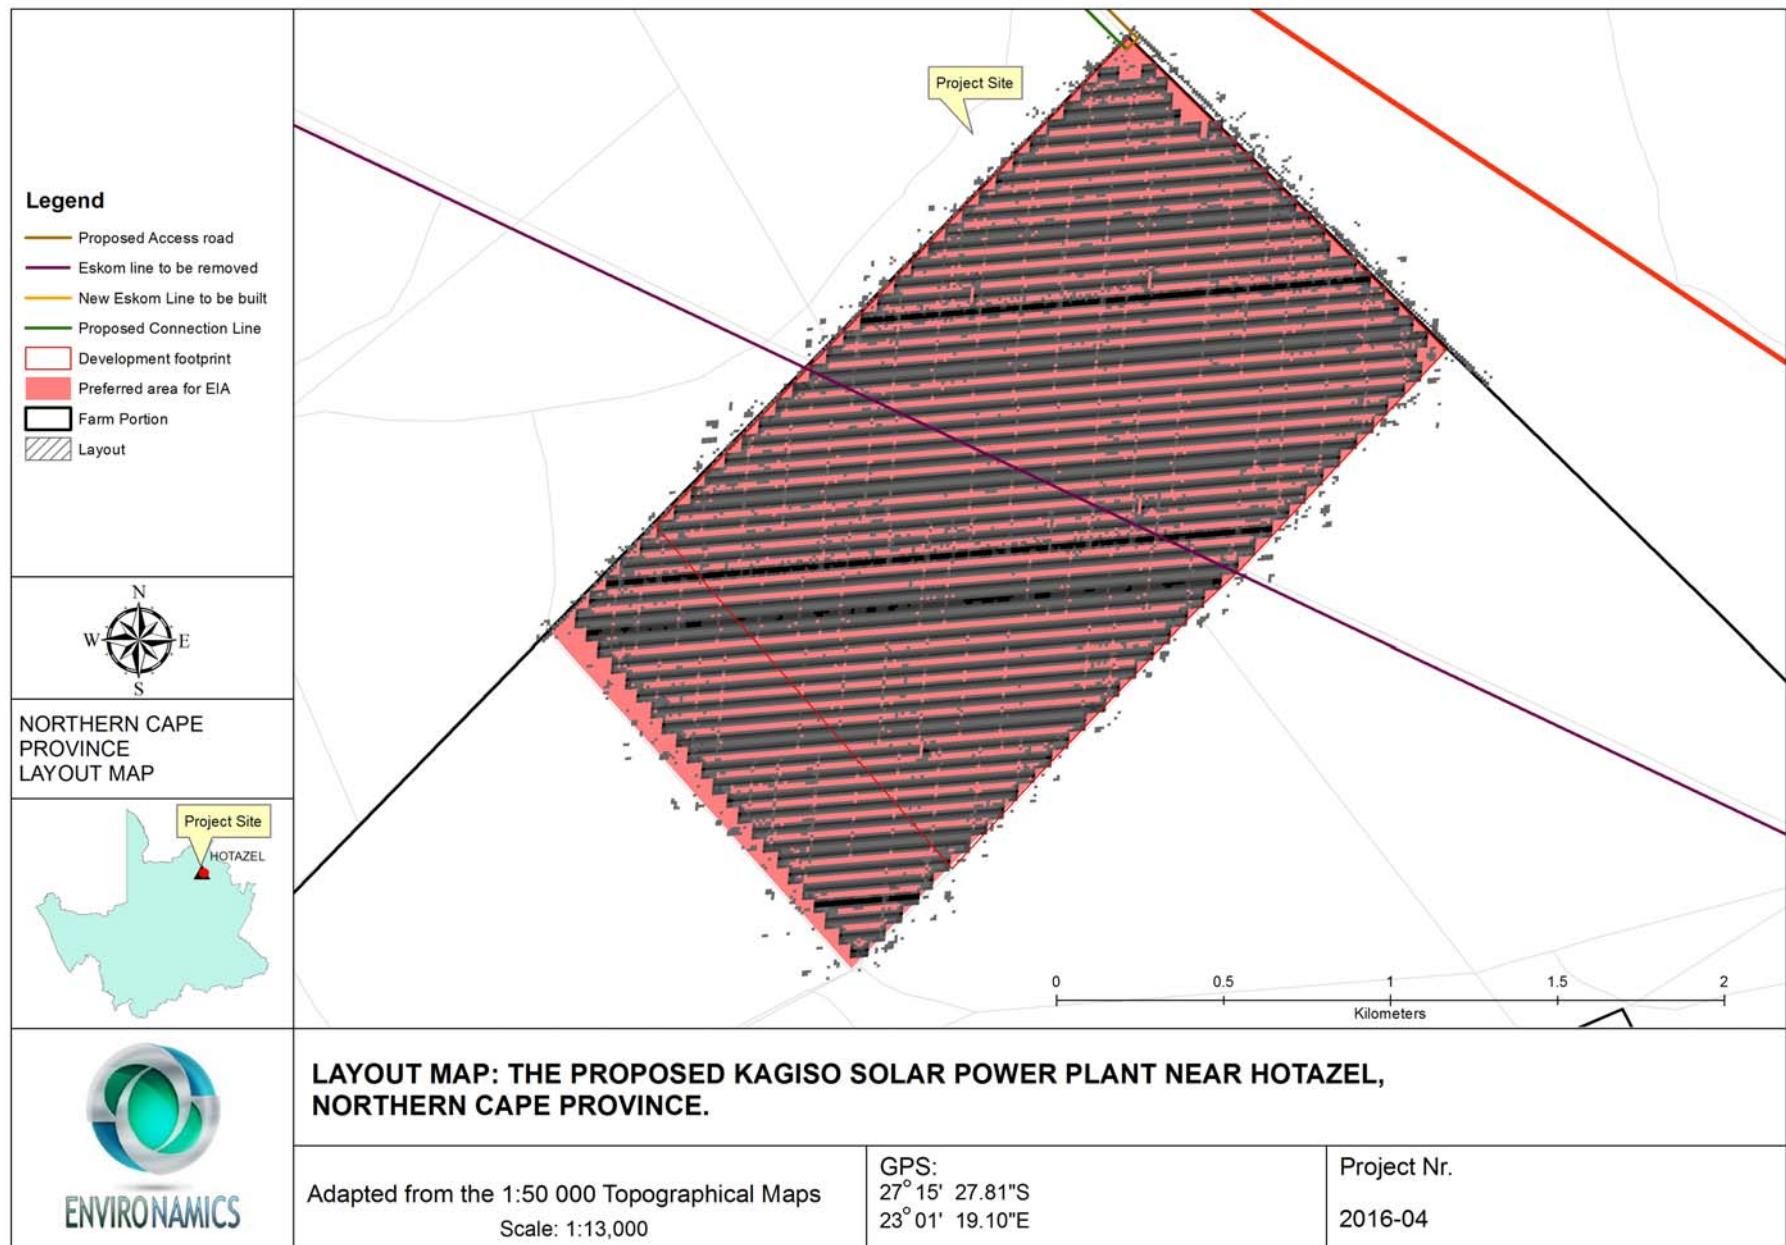 Legend
Proposed Access road
Eskom line to be removed
New Eskom Line to be built
Proposed Connection Line
Development footprint
Preferred area for EIA
Farm Portion
Layout
N
W E
S
NORTHERN CAPE
PROVINCE
LAYOUT MAP
Project Site
HOTAZEL
ENVIRONAMICS
Project Site
0 0.5 1 1.5 2
Kilometers
LAYOUT MAP: THE PROPOSED KAGISO SOLAR POWER PLANT NEAR HOTAZEL,
NORTHERN CAPE PROVINCE.
Adapted from the 1:50 000 Topographical Maps
Scale: 1:13,000
GPS:
27° 15' 27.81"S
23° 01' 19.10"E
Project Nr.
2016-04